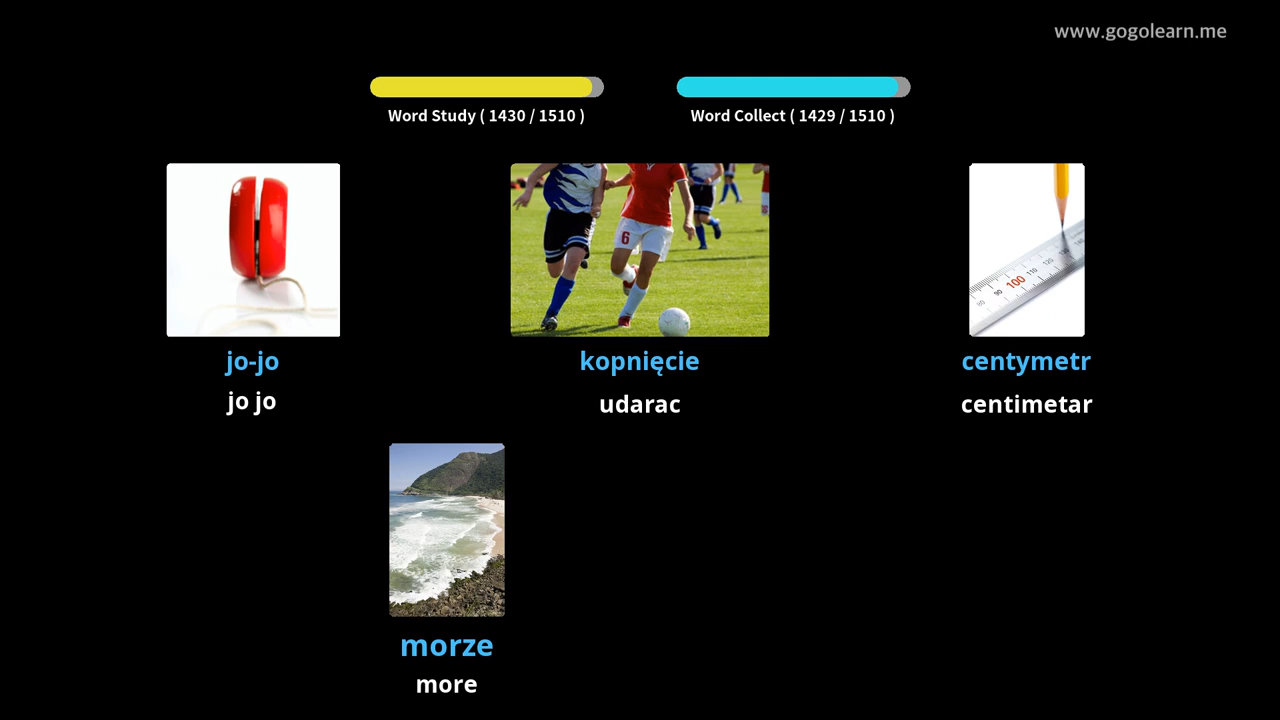 www.gogolearn.me
Word Study ( 1430 / 1510 )
Word Collect ( 1429 / 1510 )
jo-jo
kopnięcie
centymetr
jo jo
udarac
centimetar
morze
more